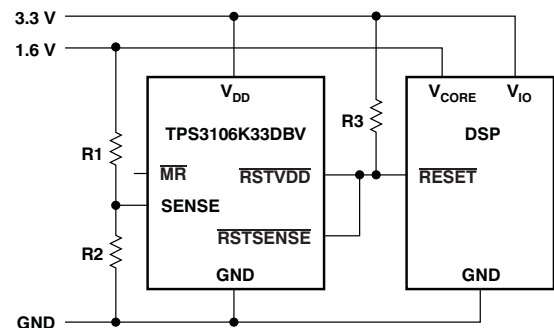 3.3 V
1.6 V
VDD
VCORE
VIO
R3
TPS3106K33DBV
DSP
R1
MR
RSTVDD
RESET
SENSE
R2
RSTSENSE
GND
GND
GND